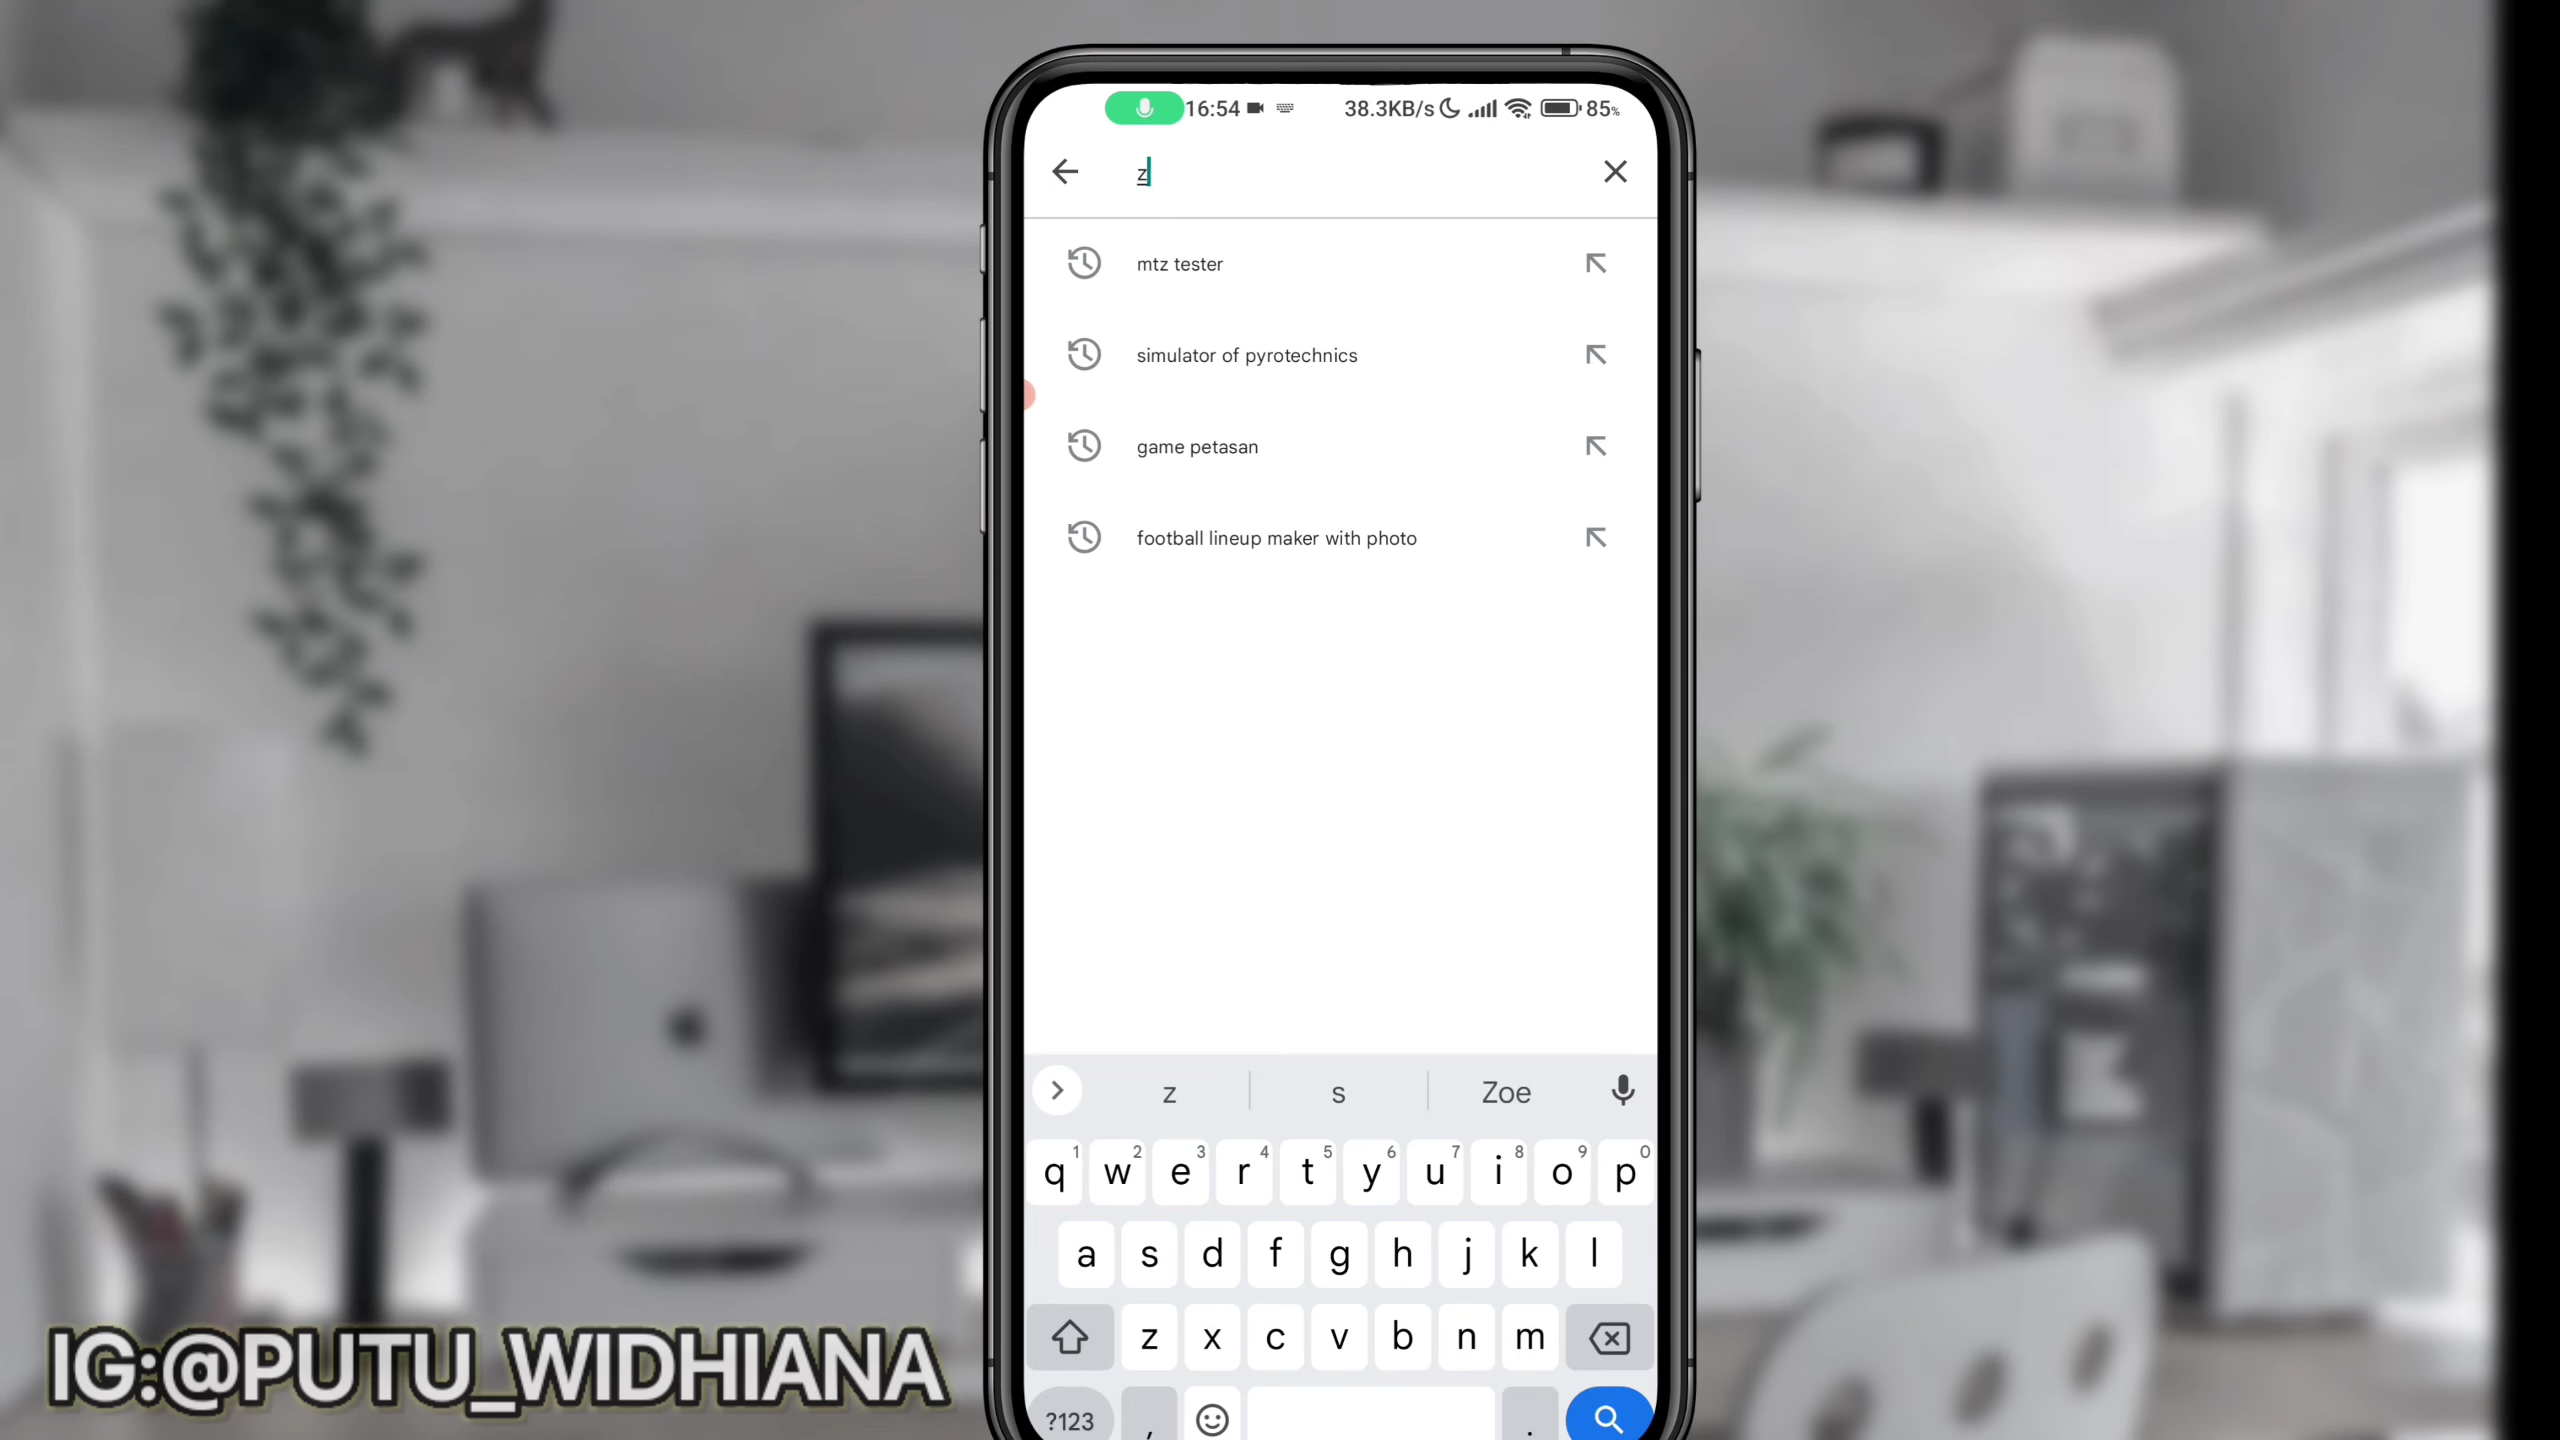 16:54 38.3KB/s 85%
z
mtz tester
simulator of pyrotechnics
game petasan
football lineup maker with photo
z s Zoe
q1 w2 e3 r4 t5 y6 u7 i8 o9 p0
a s d f g h j k l
z x c v b n m
?123 , .
IG:@PUTU_WIDHIANA